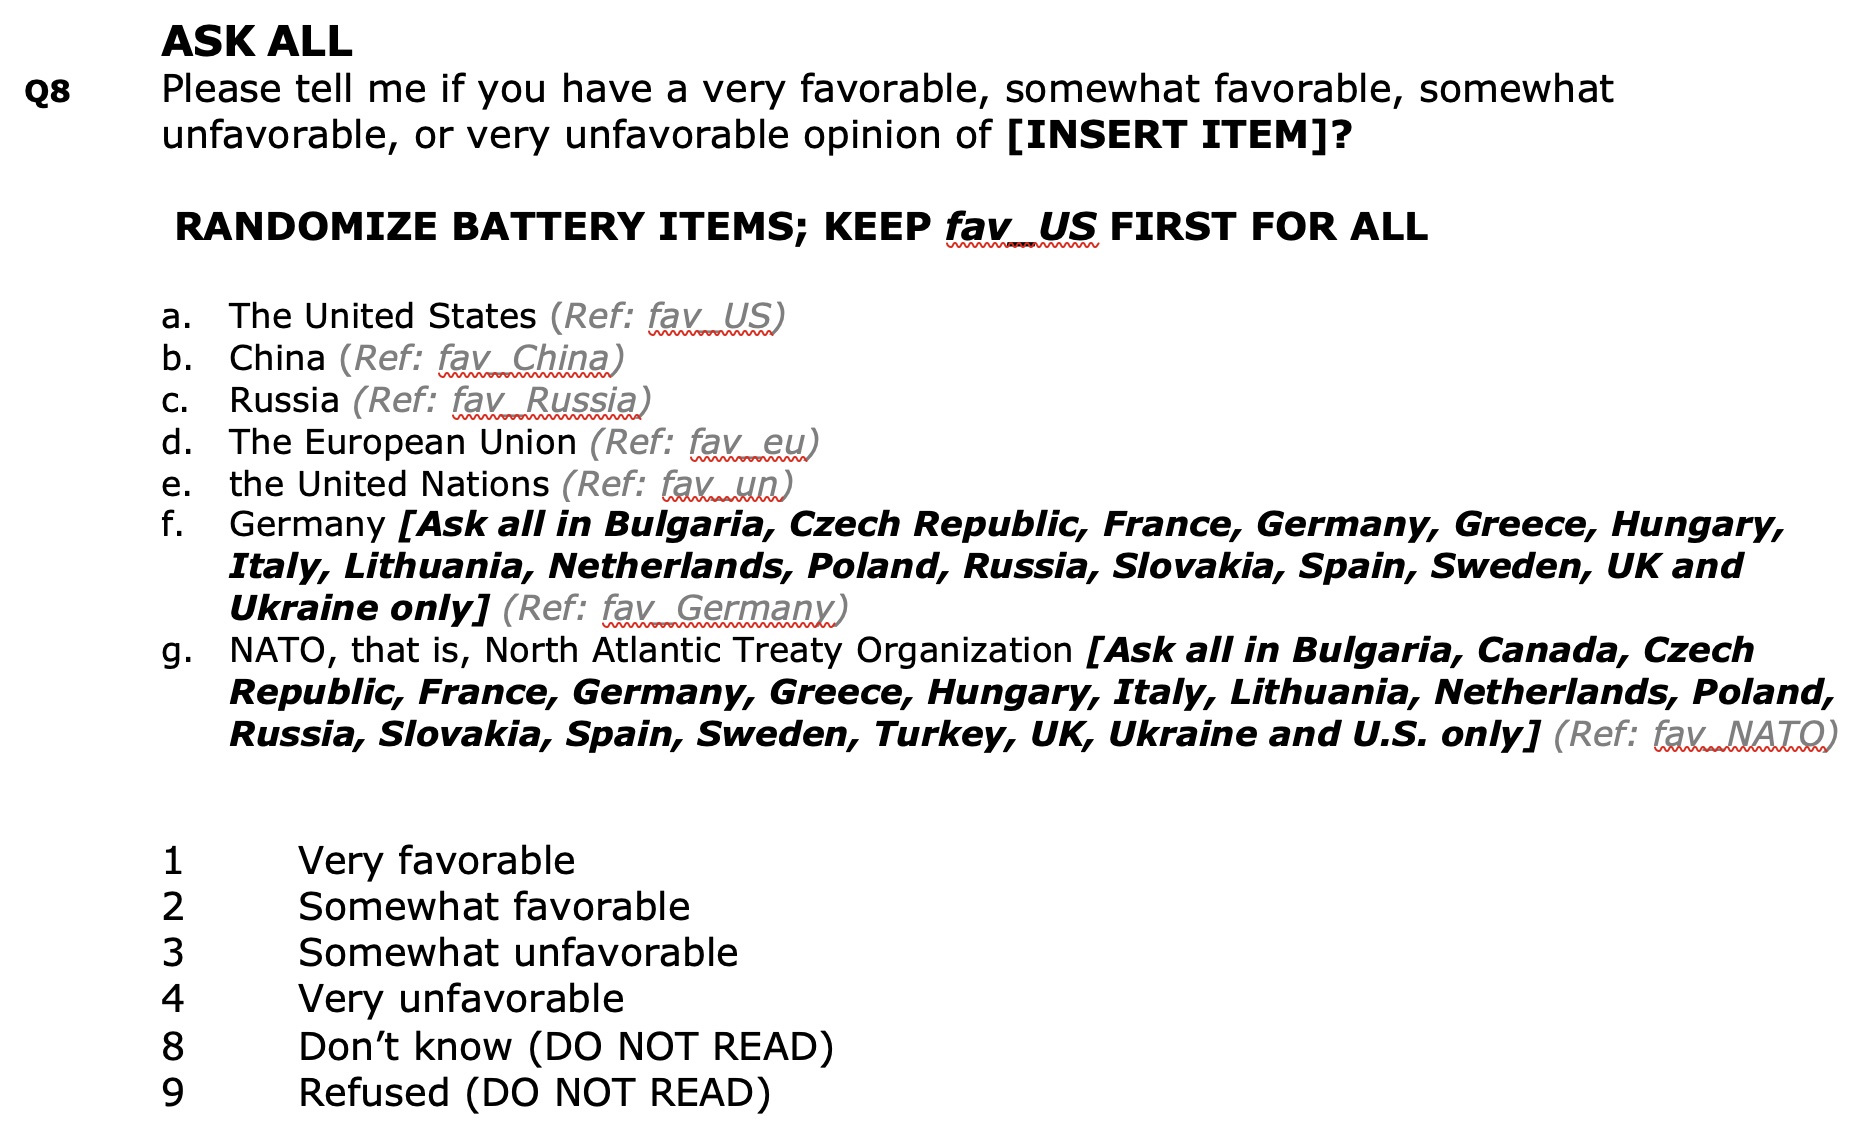 ASK ALL
Q8 Please tell me if you have a very favorable, somewhat favorable, somewhat
unfavorable, or very unfavorable opinion of [INSERT ITEM]?
RANDOMIZE BATTERY ITEMS; KEEP fav_US FIRST FOR ALL
a. The United States (Ref: fav_US)
b. China (Ref: fav_China)
c. Russia (Ref: fav_Russia)
d. The European Union (Ref: fav_eu)
e. the United Nations (Ref: fav_un)
f. Germany [Ask all in Bulgaria, Czech Republic, France, Germany, Greece, Hungary,
Italy, Lithuania, Netherlands, Poland, Russia, Slovakia, Spain, Sweden, UK and
Ukraine only] (Ref: fav_Germany)
g. NATO, that is, North Atlantic Treaty Organization [Ask all in Bulgaria, Canada, Czech
Republic, France, Germany, Greece, Hungary, Italy, Lithuania, Netherlands, Poland,
Russia, Slovakia, Spain, Sweden, Turkey, UK, Ukraine and U.S. only] (Ref: fav_NATO)
1 Very favorable
2 Somewhat favorable
3 Somewhat unfavorable
4 Very unfavorable
8 Don’t know (DO NOT READ)
9 Refused (DO NOT READ)